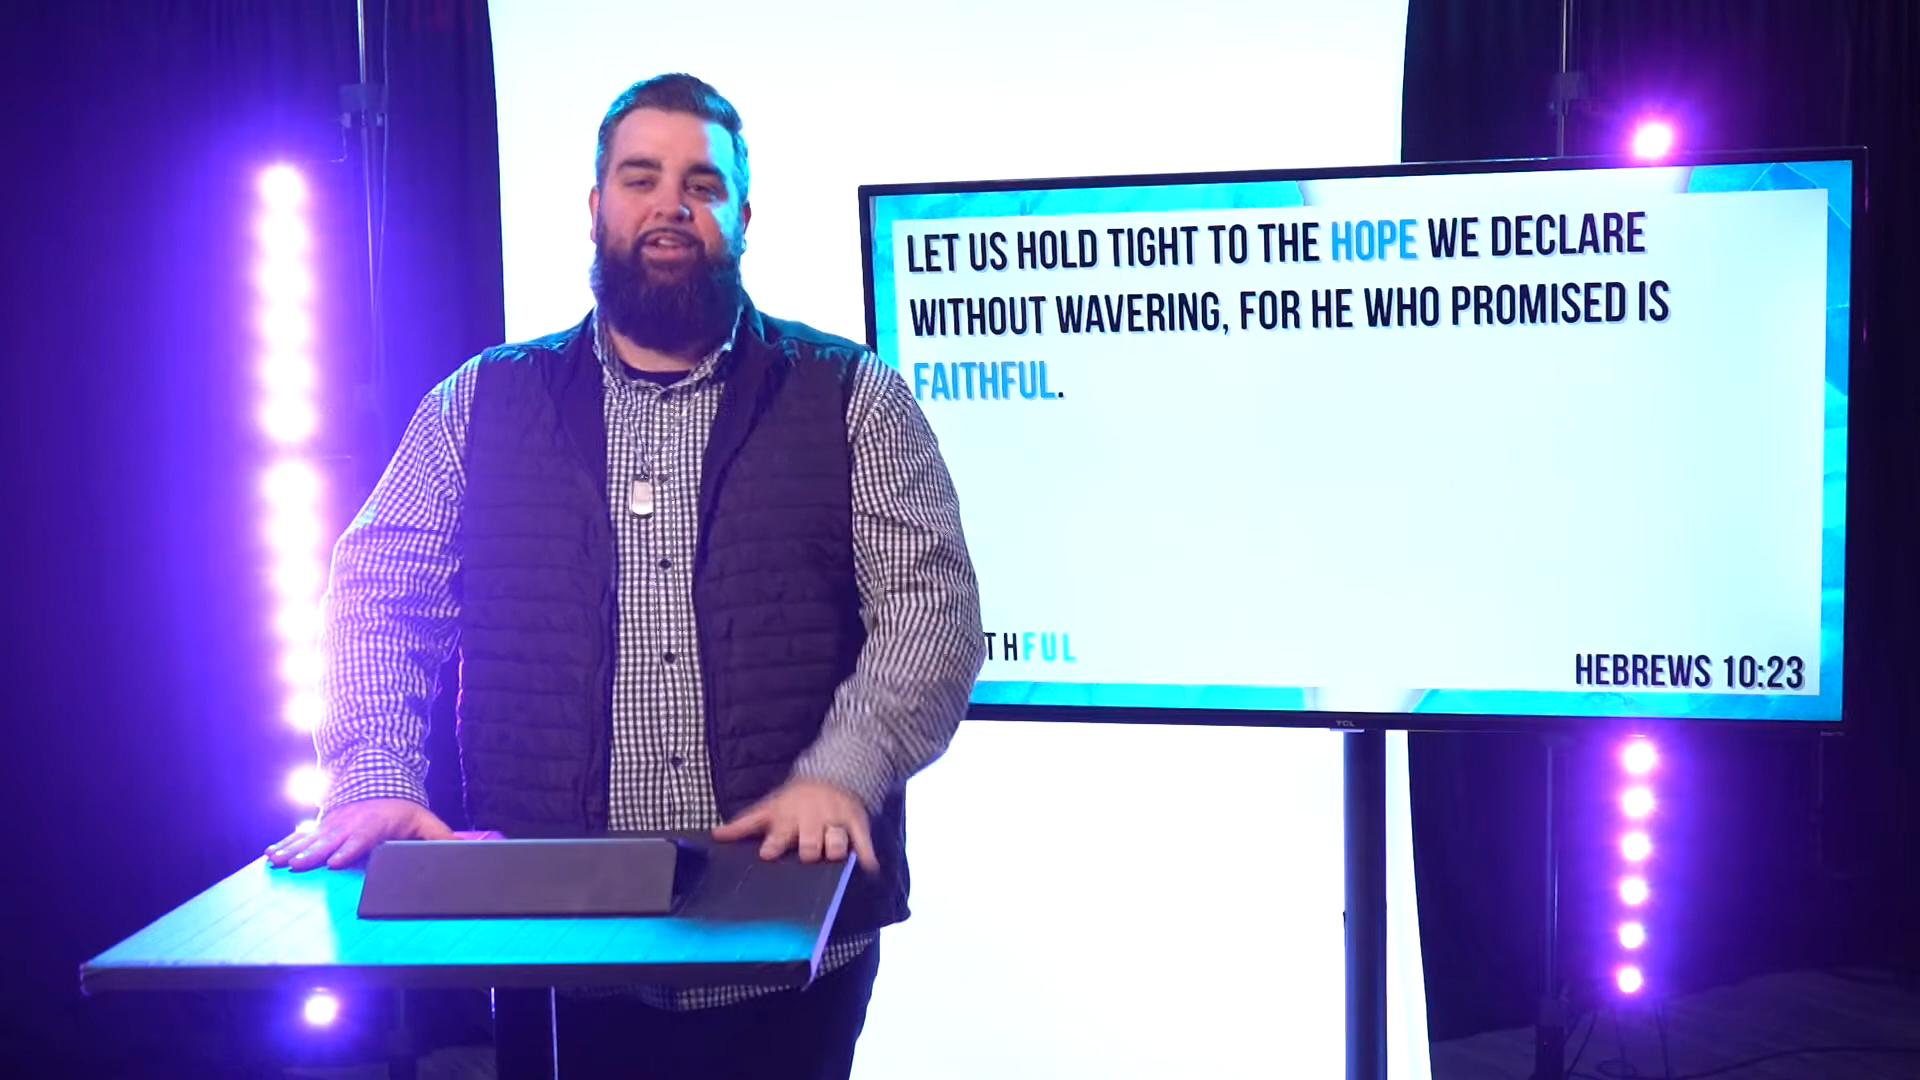 LET US HOLD TIGHT TO THE HOPE WE DECLARE
WITHOUT WAVERING, FOR HE WHO PROMISED IS
FAITHFUL.
THFUL
HEBREWS 10:23
TCL